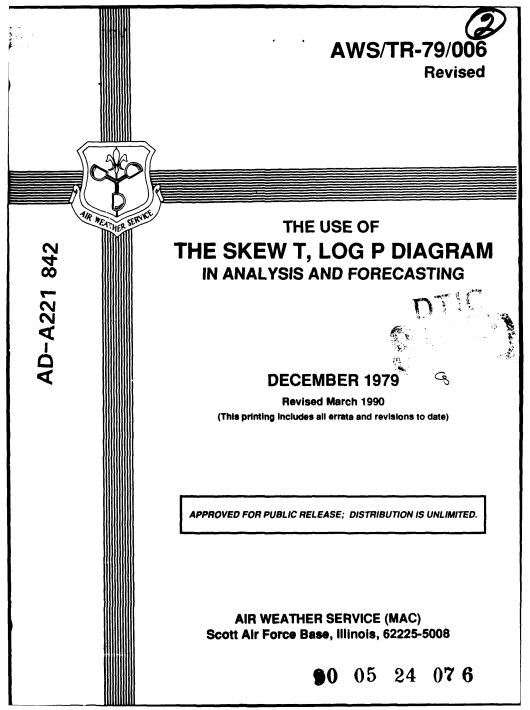 2
AWS/TR-79/006
Revised
AIR WEATHER SERVICE
AD-A221 842
THE USE OF
THE SKEW T, LOG P DIAGRAM
IN ANALYSIS AND FORECASTING
DTIC
DECEMBER 1979
Revised March 1990
(This printing includes all errata and revisions to date)
APPROVED FOR PUBLIC RELEASE; DISTRIBUTION IS UNLIMITED.
AIR WEATHER SERVICE (MAC)
Scott Air Force Base, Illinois, 62225-5008
90 05 24 076